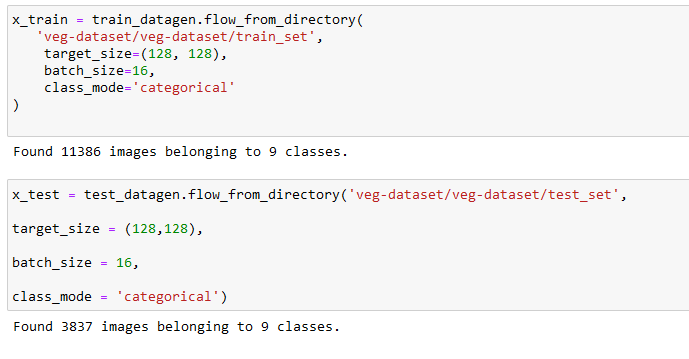 x_train = train_datagen.flow_from_directory(
'veg-dataset/veg-dataset/train_set',
target_size=(128, 128),
batch_size=16,
class_mode='categorical'
)
Found 11386 images belonging to 9 classes.
x_test = test_datagen.flow_from_directory('veg-dataset/veg-dataset/test_set',
target_size = (128,128),
batch_size = 16,
class_mode = 'categorical')
Found 3837 images belonging to 9 classes.